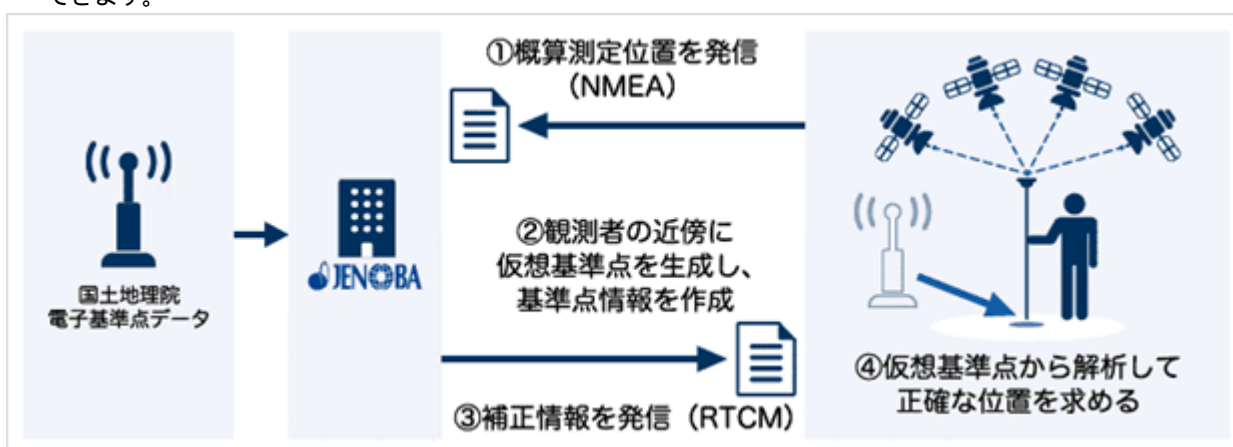 できます。
①概算測定位置を発信
（NMEA）
JENOBA
国土地理院
電子基準点データ
②観測者の近傍に
仮想基準点を生成し、
基準点情報を作成
③補正情報を発信（RTCM）
④仮想基準点から解析して
正確な位置を求める